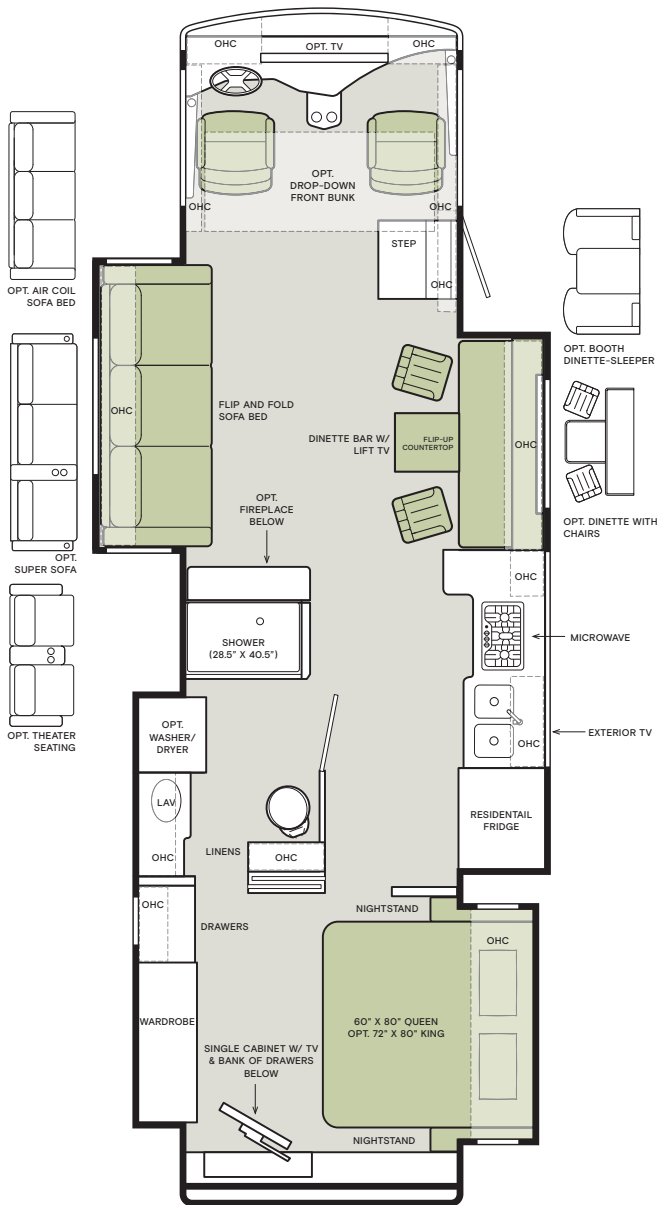 OHC
OPT. TV
OHC
OPT.
DROP-DOWN
FRONT BUNK
OHC
OHC
STEP
OHC
OPT. AIR COIL
SOFA BED
OPT. BOOTH
DINETTE-SLEEPER
OHC
FLIP AND FOLD
SOFA BED
DINETTE BAR W/
LIFT TV
FLIP-UP
COUNTERTOP
OHC
OPT.
FIREPLACE
BELOW
OPT. DINETTE WITH
CHAIRS
OPT.
SUPER SOFA
OHC
SHOWER
(28.5" X 40.5")
MICROWAVE
OPT. THEATER
SEATING
OPT.
WASHER/
DRYER
OHC
EXTERIOR TV
LAV
OHC
LINENS
OHC
RESIDENTAIL
FRIDGE
OHC
DRAWERS
NIGHTSTAND
OHC
WARDROBE
60" X 80" QUEEN
OPT. 72" X 80" KING
SINGLE CABINET W/ TV
& BANK OF DRAWERS
BELOW
NIGHTSTAND